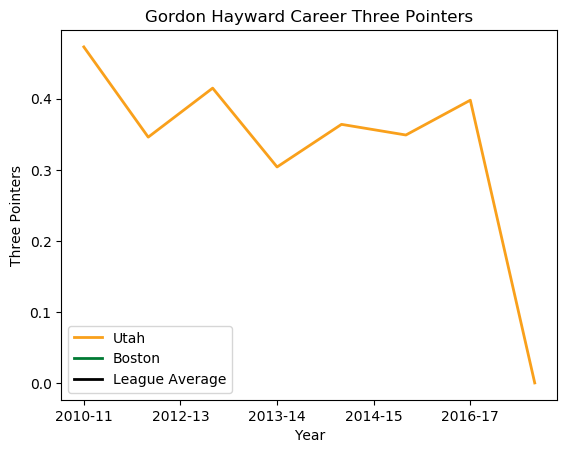 Gordon Hayward Career Three Pointers
Three Pointers
0.4
0.3
0.2
0.1
0.0
Utah
Boston
League Average
2010-11 2012-13 2013-14 2014-15 2016-17
Year